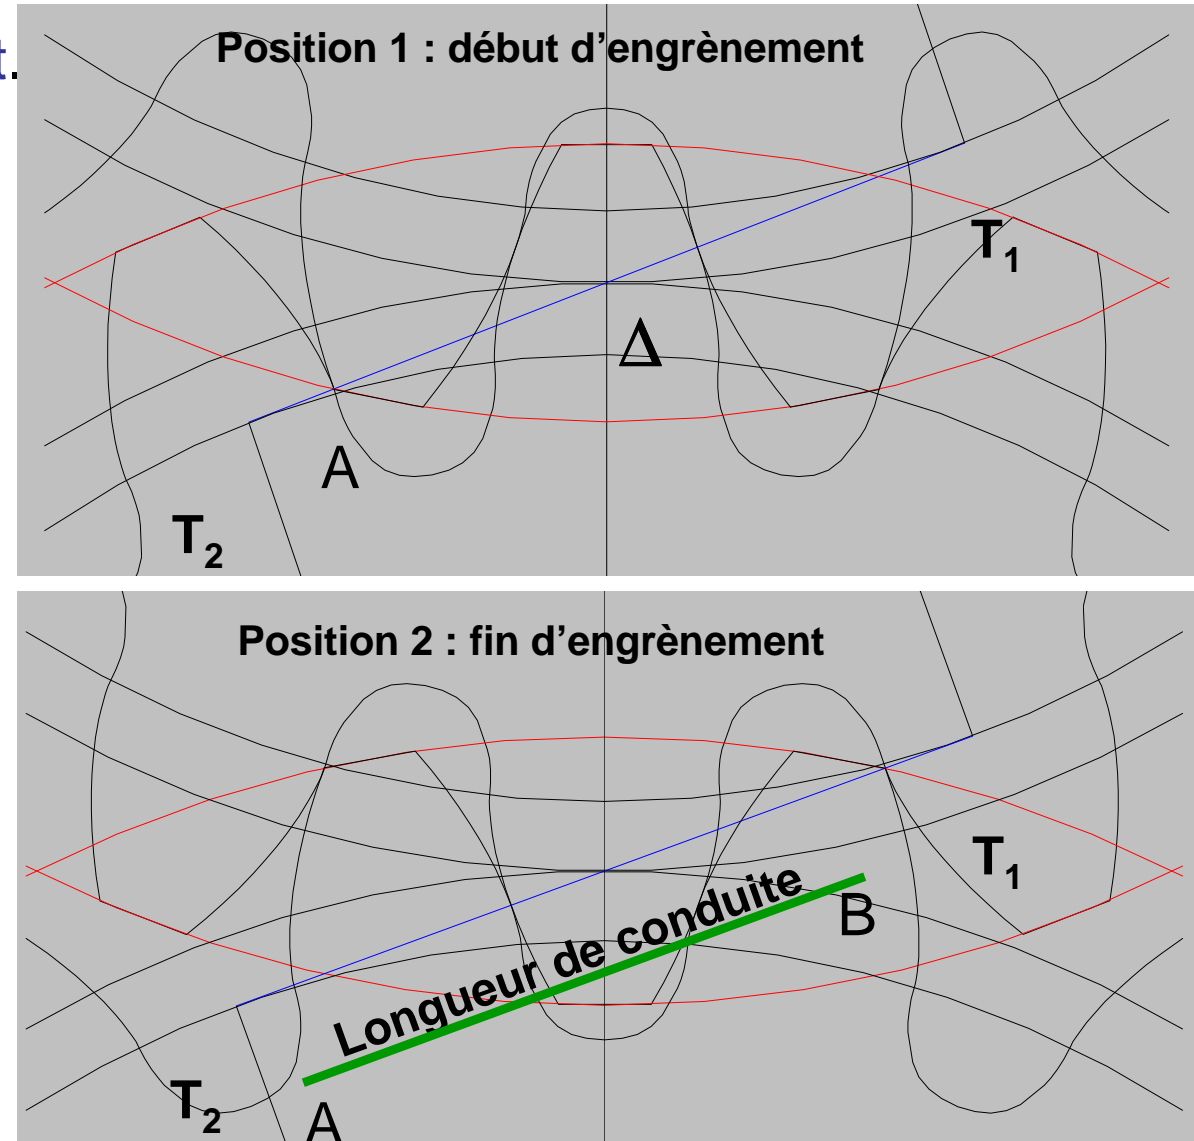 t.
Position 1 : début d’engrènement
T1
Δ
A
T2
Position 2 : fin d’engrènement
T1
B
Longueur de conduite
T2
A